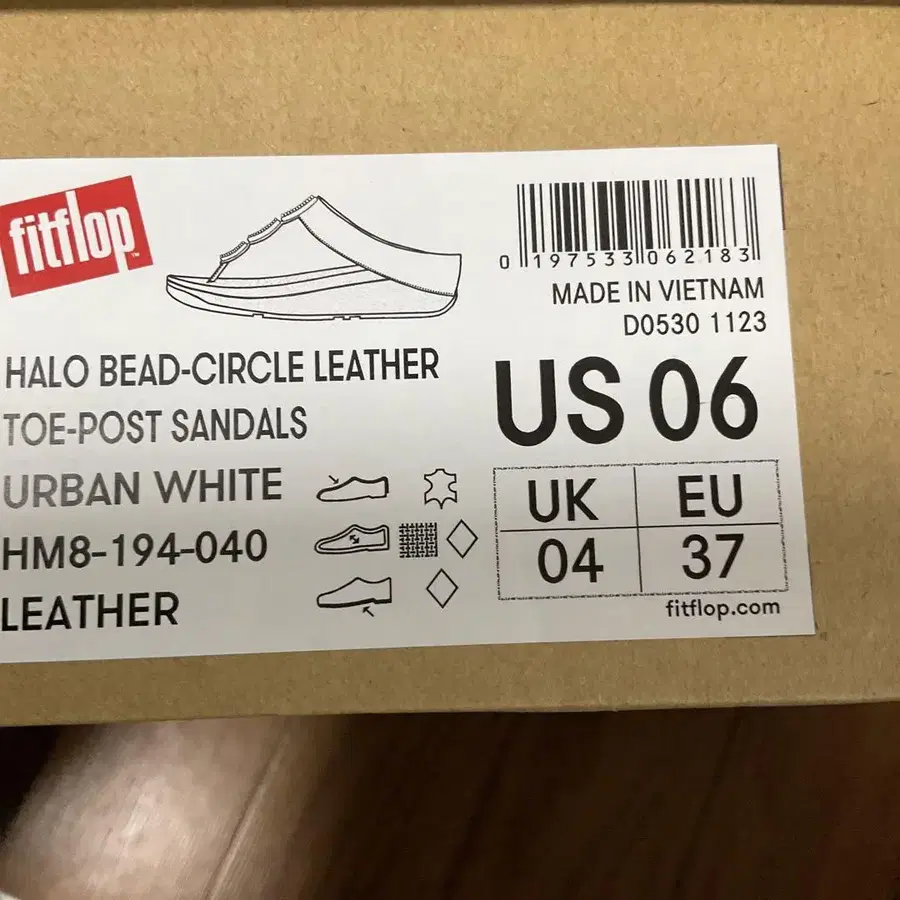 fitflop™
0 197533 062183
MADE IN VIETNAM
D0530 1123
HALO BEAD-CIRCLE LEATHER
TOE-POST SANDALS
URBAN WHITE
HM8-194-040
LEATHER
US 06
UK EU
04 37
fitflop.com